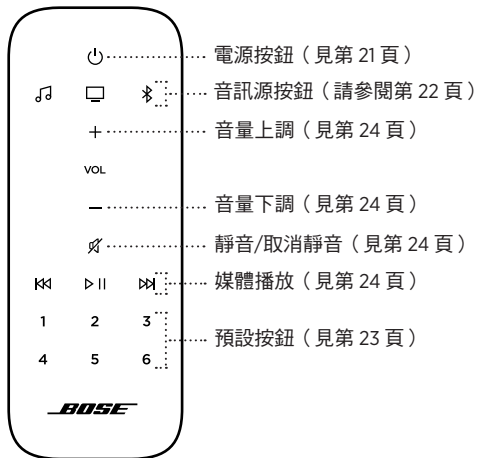 電源按鈕（見第 21 頁）
音訊源按鈕（請參閱第 22 頁）
音量上調（見第 24 頁）
VOL
音量下調（見第 24 頁）
靜音/取消靜音（見第 24 頁）
媒體播放（見第 24 頁）
1 2 3
預設按鈕（見第 23 頁）
4 5 6
BOSE